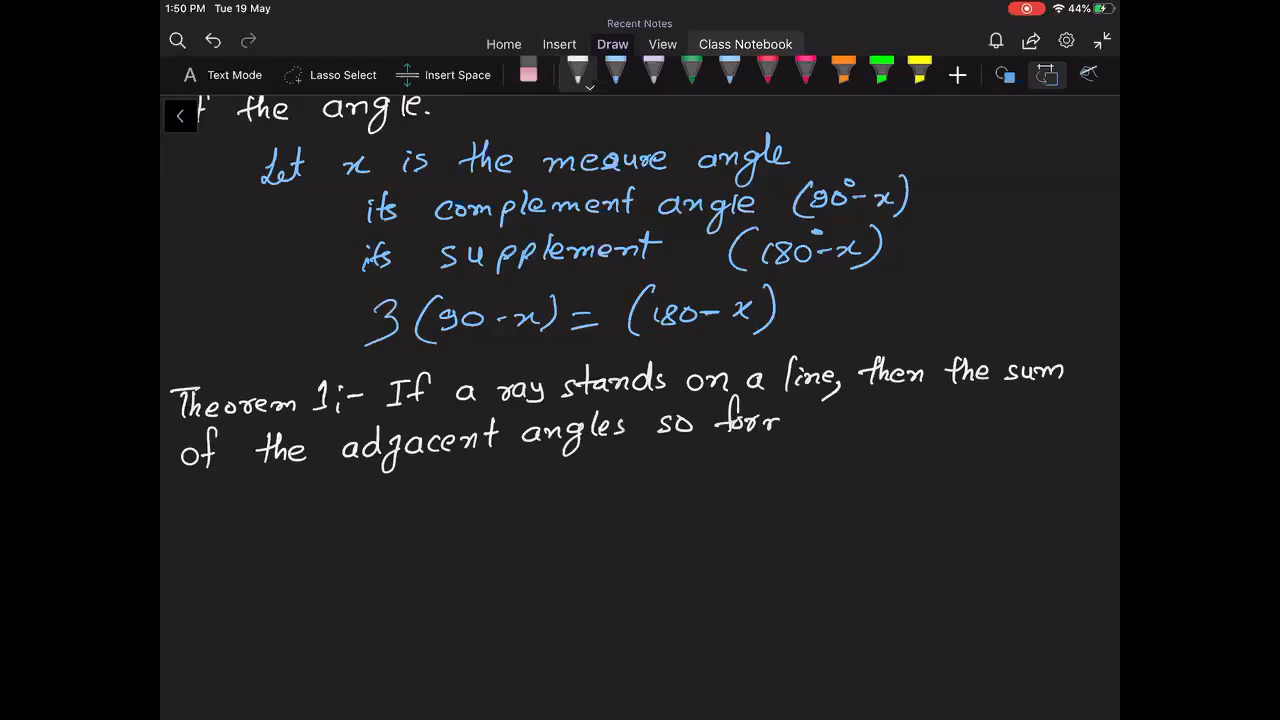 1:50 PM Tue 19 May
44%
Recent Notes
Home Insert Draw View Class Notebook
Text Mode Lasso Select Insert Space
the angle.
Let x is the mesure angle
its complement angle (90°-x)
its supplement (180°-x)
3(90-x) = (180-x)
Theorem 1:- If a ray stands on a line, then the sum
of the adjacent angles so forr